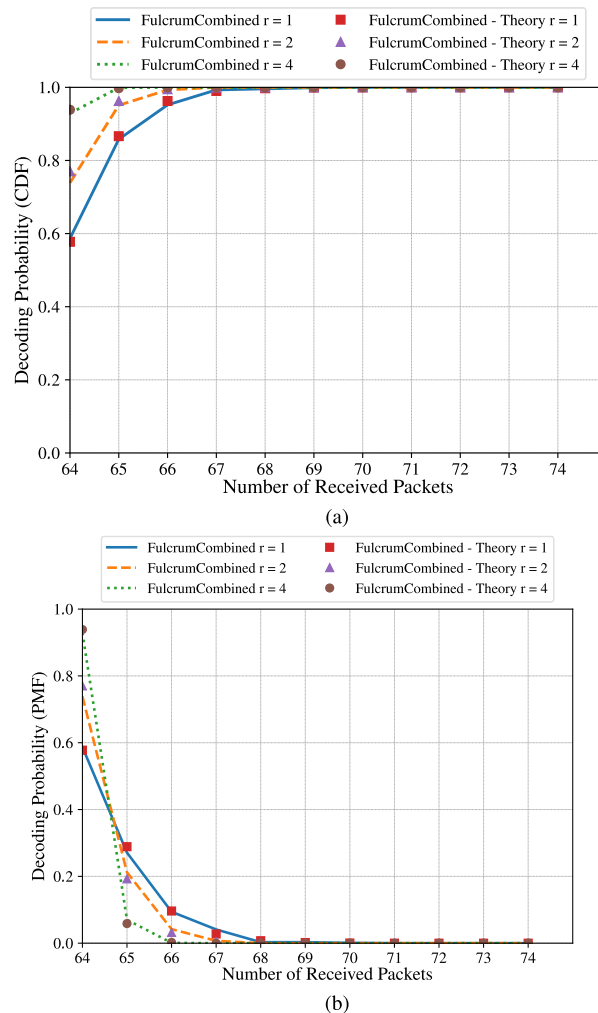 FulcrumCombined r = 1 FulcrumCombined - Theory r = 1
FulcrumCombined r = 2 FulcrumCombined - Theory r = 2
FulcrumCombined r = 4 FulcrumCombined - Theory r = 4
1.0
0.8
0.6
0.4
0.2
0.0
Decoding Probability (CDF)
64 65 66 67 68 69 70 71 72 73 74
Number of Received Packets
(a)
FulcrumCombined r = 1 FulcrumCombined - Theory r = 1
FulcrumCombined r = 2 FulcrumCombined - Theory r = 2
FulcrumCombined r = 4 FulcrumCombined - Theory r = 4
1.0
0.8
0.6
0.4
0.2
0.0
Decoding Probability (PMF)
64 65 66 67 68 69 70 71 72 73 74
Number of Received Packets
(b)